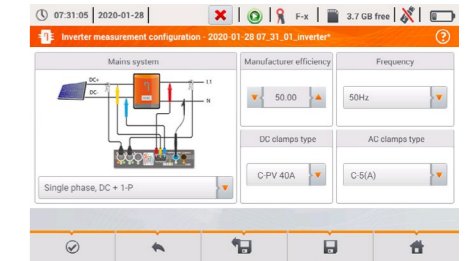 07:31:05 2020-01-28 F-x 3.7 GB free
Inverter measurement configuration - 2020-01-28 07_31_01_inverter*
Mains system
DC+
DC-
L1
N
Single phase, DC + 1-P
Manufacturer efficiency
50.00
Frequency
50Hz
DC clamps type
C-PV 40A
AC clamps type
C-5(A)